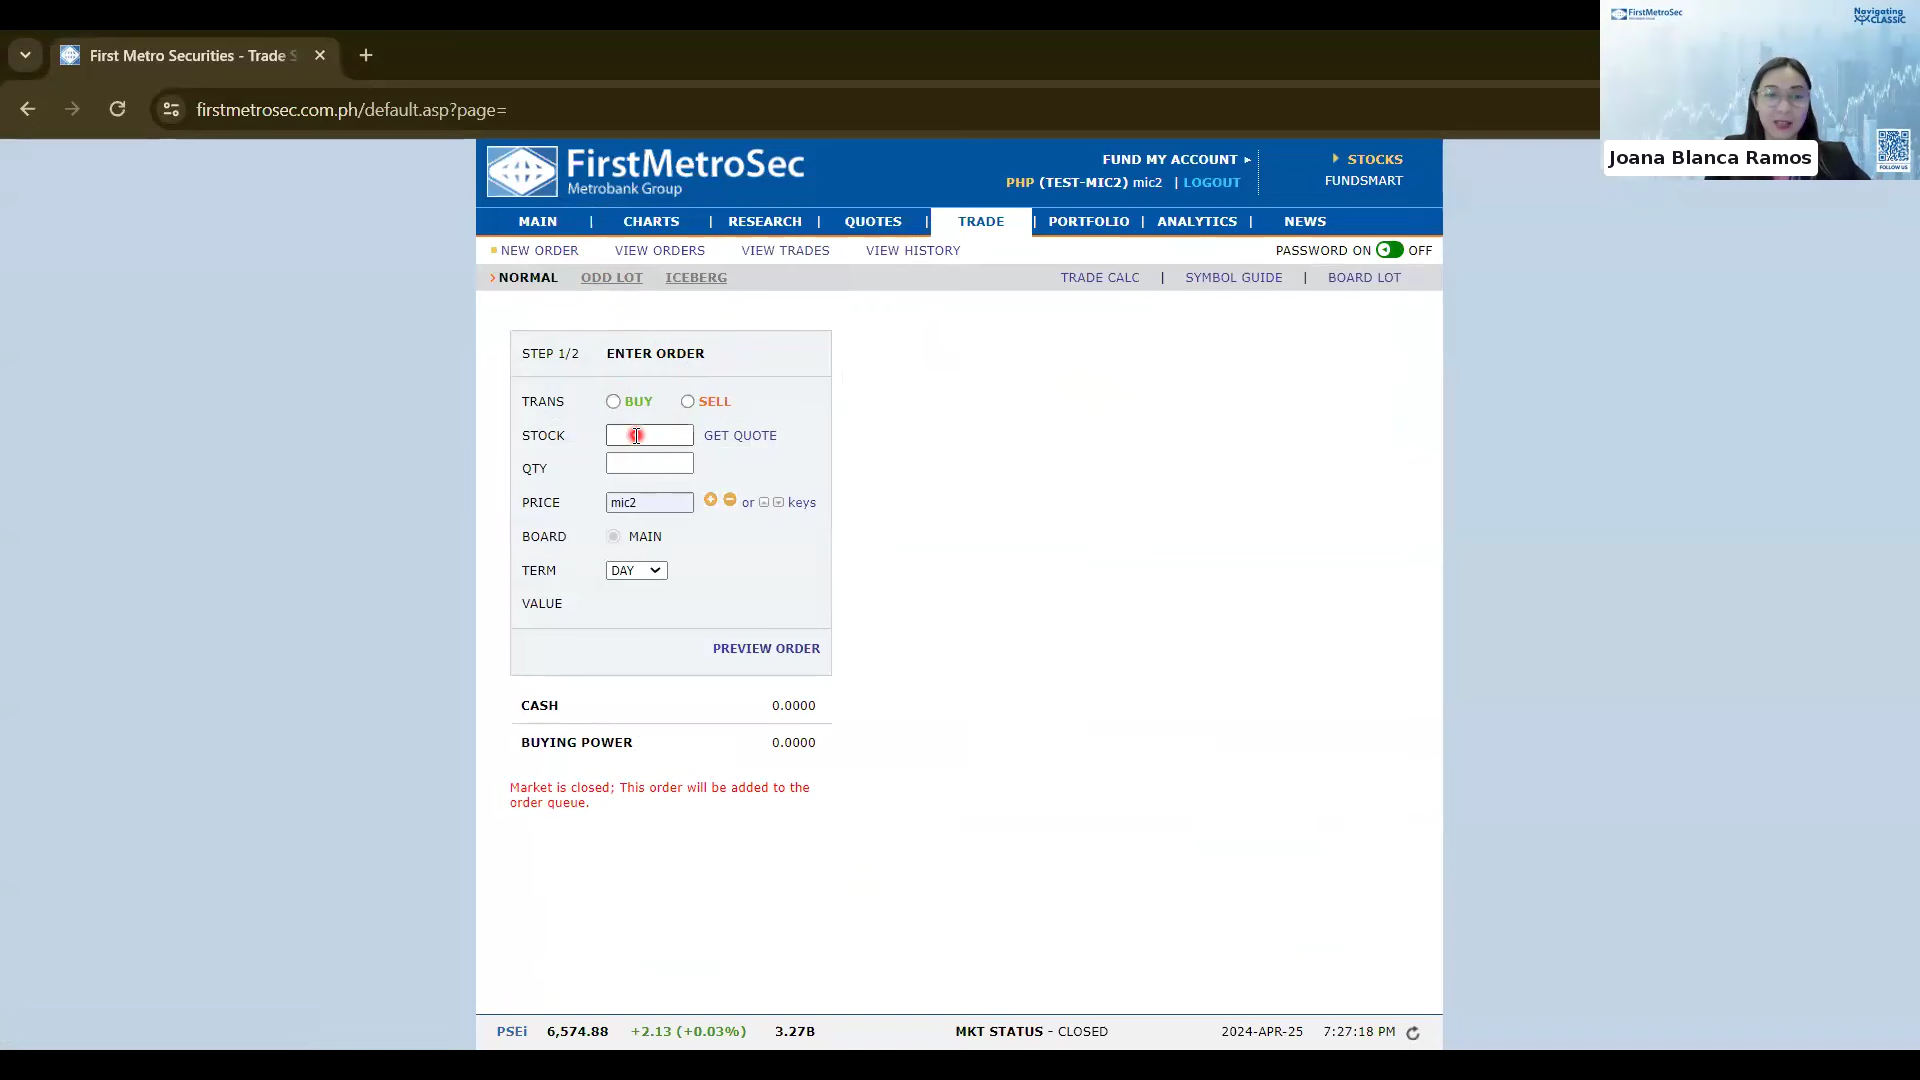 FirstMetroSec
Navigating
CLASSIC
First Metro Securities - Trade S
firstmetrosec.com.ph/default.asp?page=
FOLLOW US
Joana Blanca Ramos
FirstMetroSec
Metrobank Group
FUND MY ACCOUNT
STOCKS
PHP (TEST-MIC2) mic2 | LOGOUT
FUNDSMART
MAIN | CHARTS | RESEARCH | QUOTES | TRADE | PORTFOLIO | ANALYTICS | NEWS
NEW ORDER VIEW ORDERS VIEW TRADES VIEW HISTORY PASSWORD ON OFF
NORMAL ODD LOT ICEBERG TRADE CALC | SYMBOL GUIDE | BOARD LOT
STEP 1/2 ENTER ORDER
TRANS BUY SELL
STOCK GET QUOTE
QTY
PRICE mic2 or keys
BOARD MAIN
TERM DAY
VALUE
PREVIEW ORDER
CASH 0.0000
BUYING POWER 0.0000
Market is closed; This order will be added to the
order queue.
PSEi 6,574.88 +2.13 (+0.03%) 3.27B MKT STATUS - CLOSED 2024-APR-25 7:27:18 PM